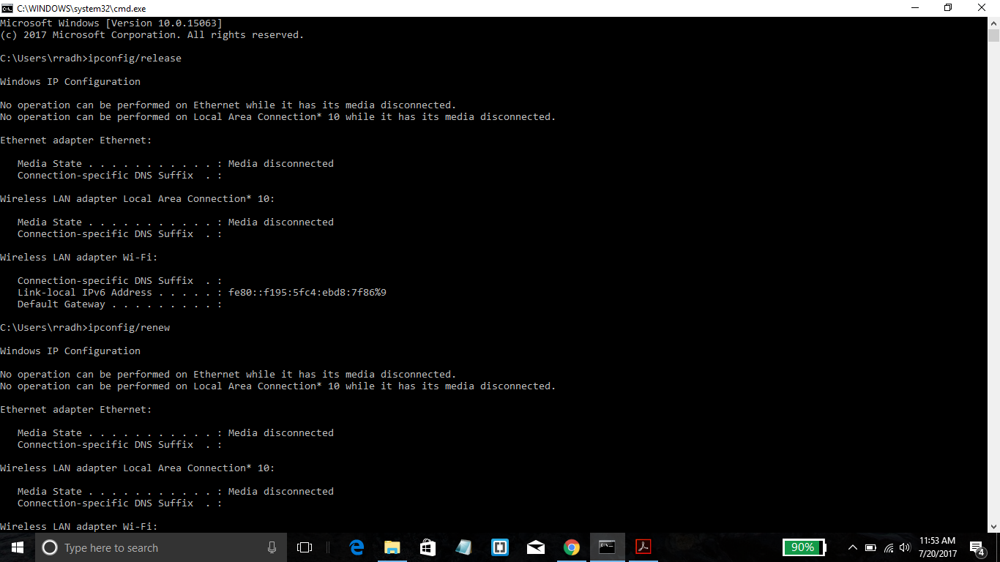 C:\WINDOWS\system32\cmd.exe
Microsoft Windows [Version 10.0.15063]
(c) 2017 Microsoft Corporation. All rights reserved.
C:\Users\rradh>ipconfig/release
Windows IP Configuration
No operation can be performed on Ethernet while it has its media disconnected.
No operation can be performed on Local Area Connection* 10 while it has its media disconnected.
Ethernet adapter Ethernet:
   Media State . . . . . . . . . . . : Media disconnected
   Connection-specific DNS Suffix  . :
Wireless LAN adapter Local Area Connection* 10:
   Media State . . . . . . . . . . . : Media disconnected
   Connection-specific DNS Suffix  . :
Wireless LAN adapter Wi-Fi:
   Connection-specific DNS Suffix  . :
   Link-local IPv6 Address . . . . . : fe80::f195:5fc4:ebd8:7f86%9
   Default Gateway . . . . . . . . . :
C:\Users\rradh>ipconfig/renew
Windows IP Configuration
No operation can be performed on Ethernet while it has its media disconnected.
No operation can be performed on Local Area Connection* 10 while it has its media disconnected.
Ethernet adapter Ethernet:
   Media State . . . . . . . . . . . : Media disconnected
   Connection-specific DNS Suffix  . :
Wireless LAN adapter Local Area Connection* 10:
   Media State . . . . . . . . . . . : Media disconnected
   Connection-specific DNS Suffix  . :
Wireless LAN adapter Wi-Fi:
Type here to search
90%
11:53 AM
7/20/2017
4